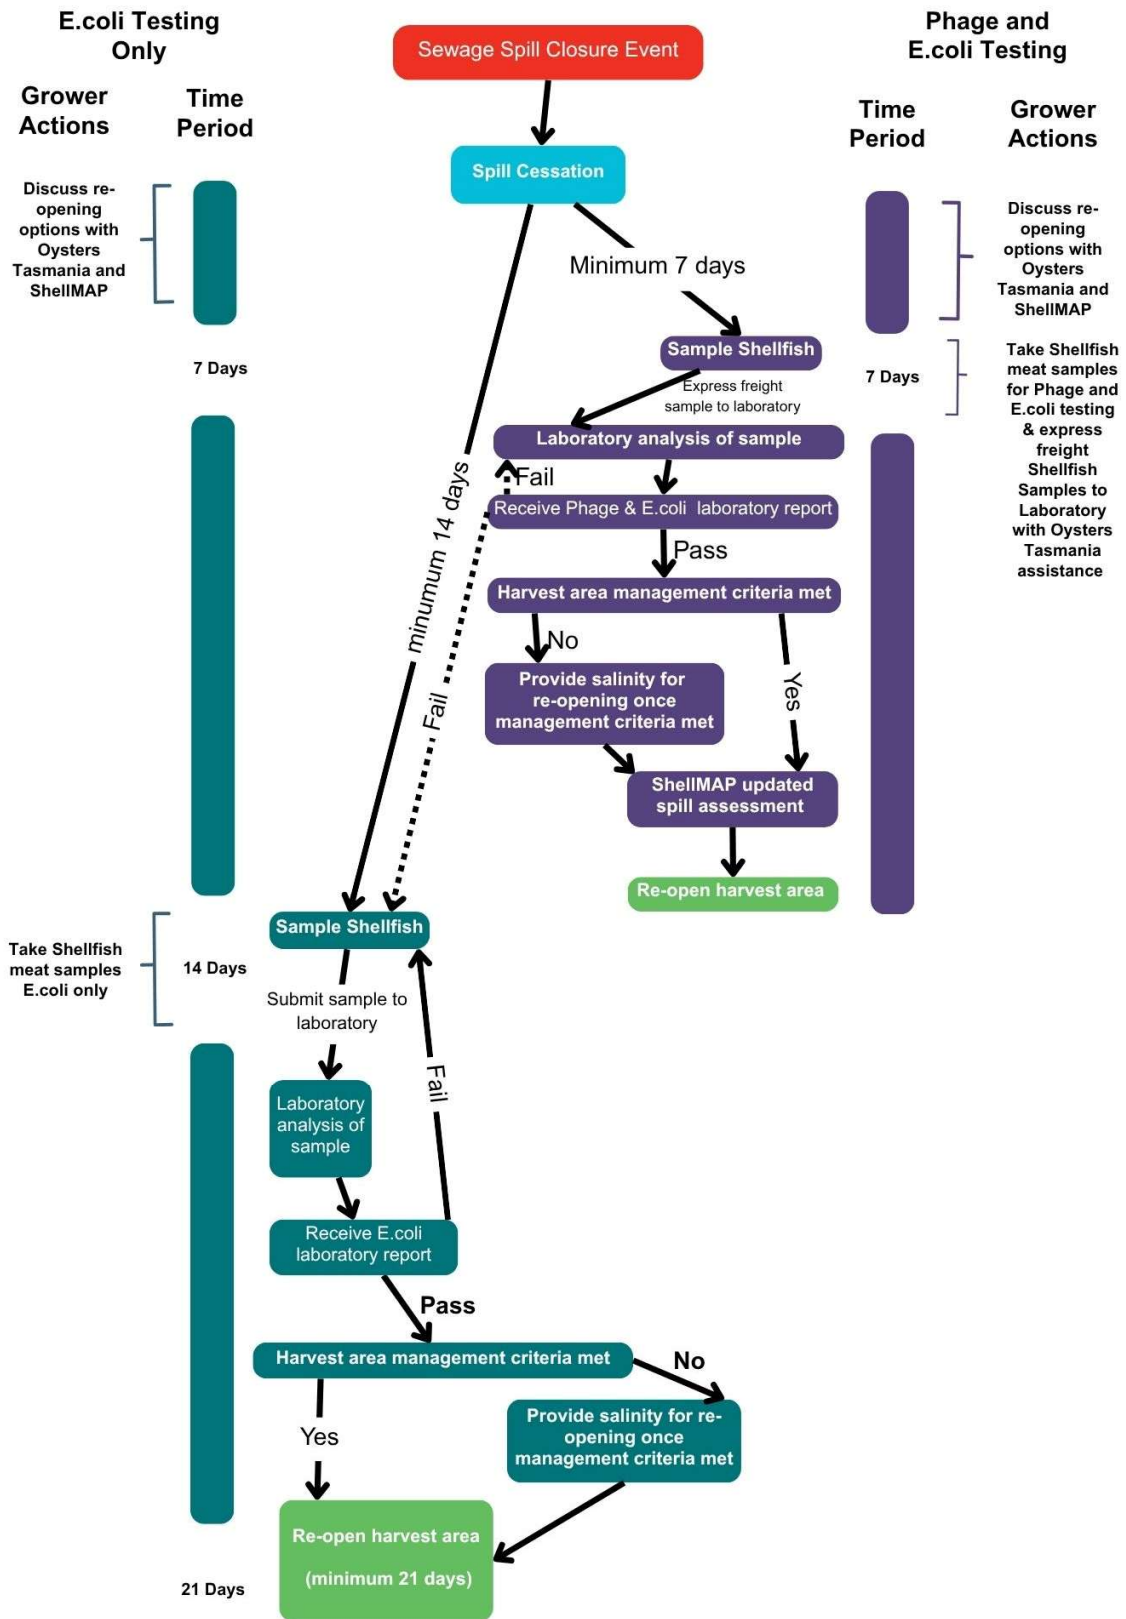 E.coli Testing
Only
Grower
Actions
Time
Period
Discuss re-
opening
options with
Oysters
Tasmania and
ShellMAP
7 Days
Take Shellfish
meat samples
E.coli only
14 Days
21 Days
Sewage Spill Closure Event
Spill Cessation
Minimum 7 days
minumum 14 days
Sample Shellfish
Express freight
sample to laboratory
Laboratory analysis of sample
Fail
Receive Phage & E.coli laboratory report
Pass
Harvest area management criteria met
No
Yes
Provide salinity for
re-opening once
management criteria met
ShellMAP updated
spill assessment
Re-open harvest area
Fail
Sample Shellfish
Submit sample to
laboratory
Laboratory
analysis of
sample
Fail
Receive E.coli
laboratory report
Pass
Harvest area management criteria met
No
Yes
Provide salinity for re-
opening once
management criteria met
Re-open harvest area
(minimum 21 days)
Phage and
E.coli Testing
Time
Period
Grower
Actions
Discuss re-
opening
options with
Oysters
Tasmania and
ShellMAP
7 Days
Take Shellfish
meat samples
for Phage and
E.coli testing
& express
freight
Shellfish
Samples to
Laboratory
with Oysters
Tasmania
assistance